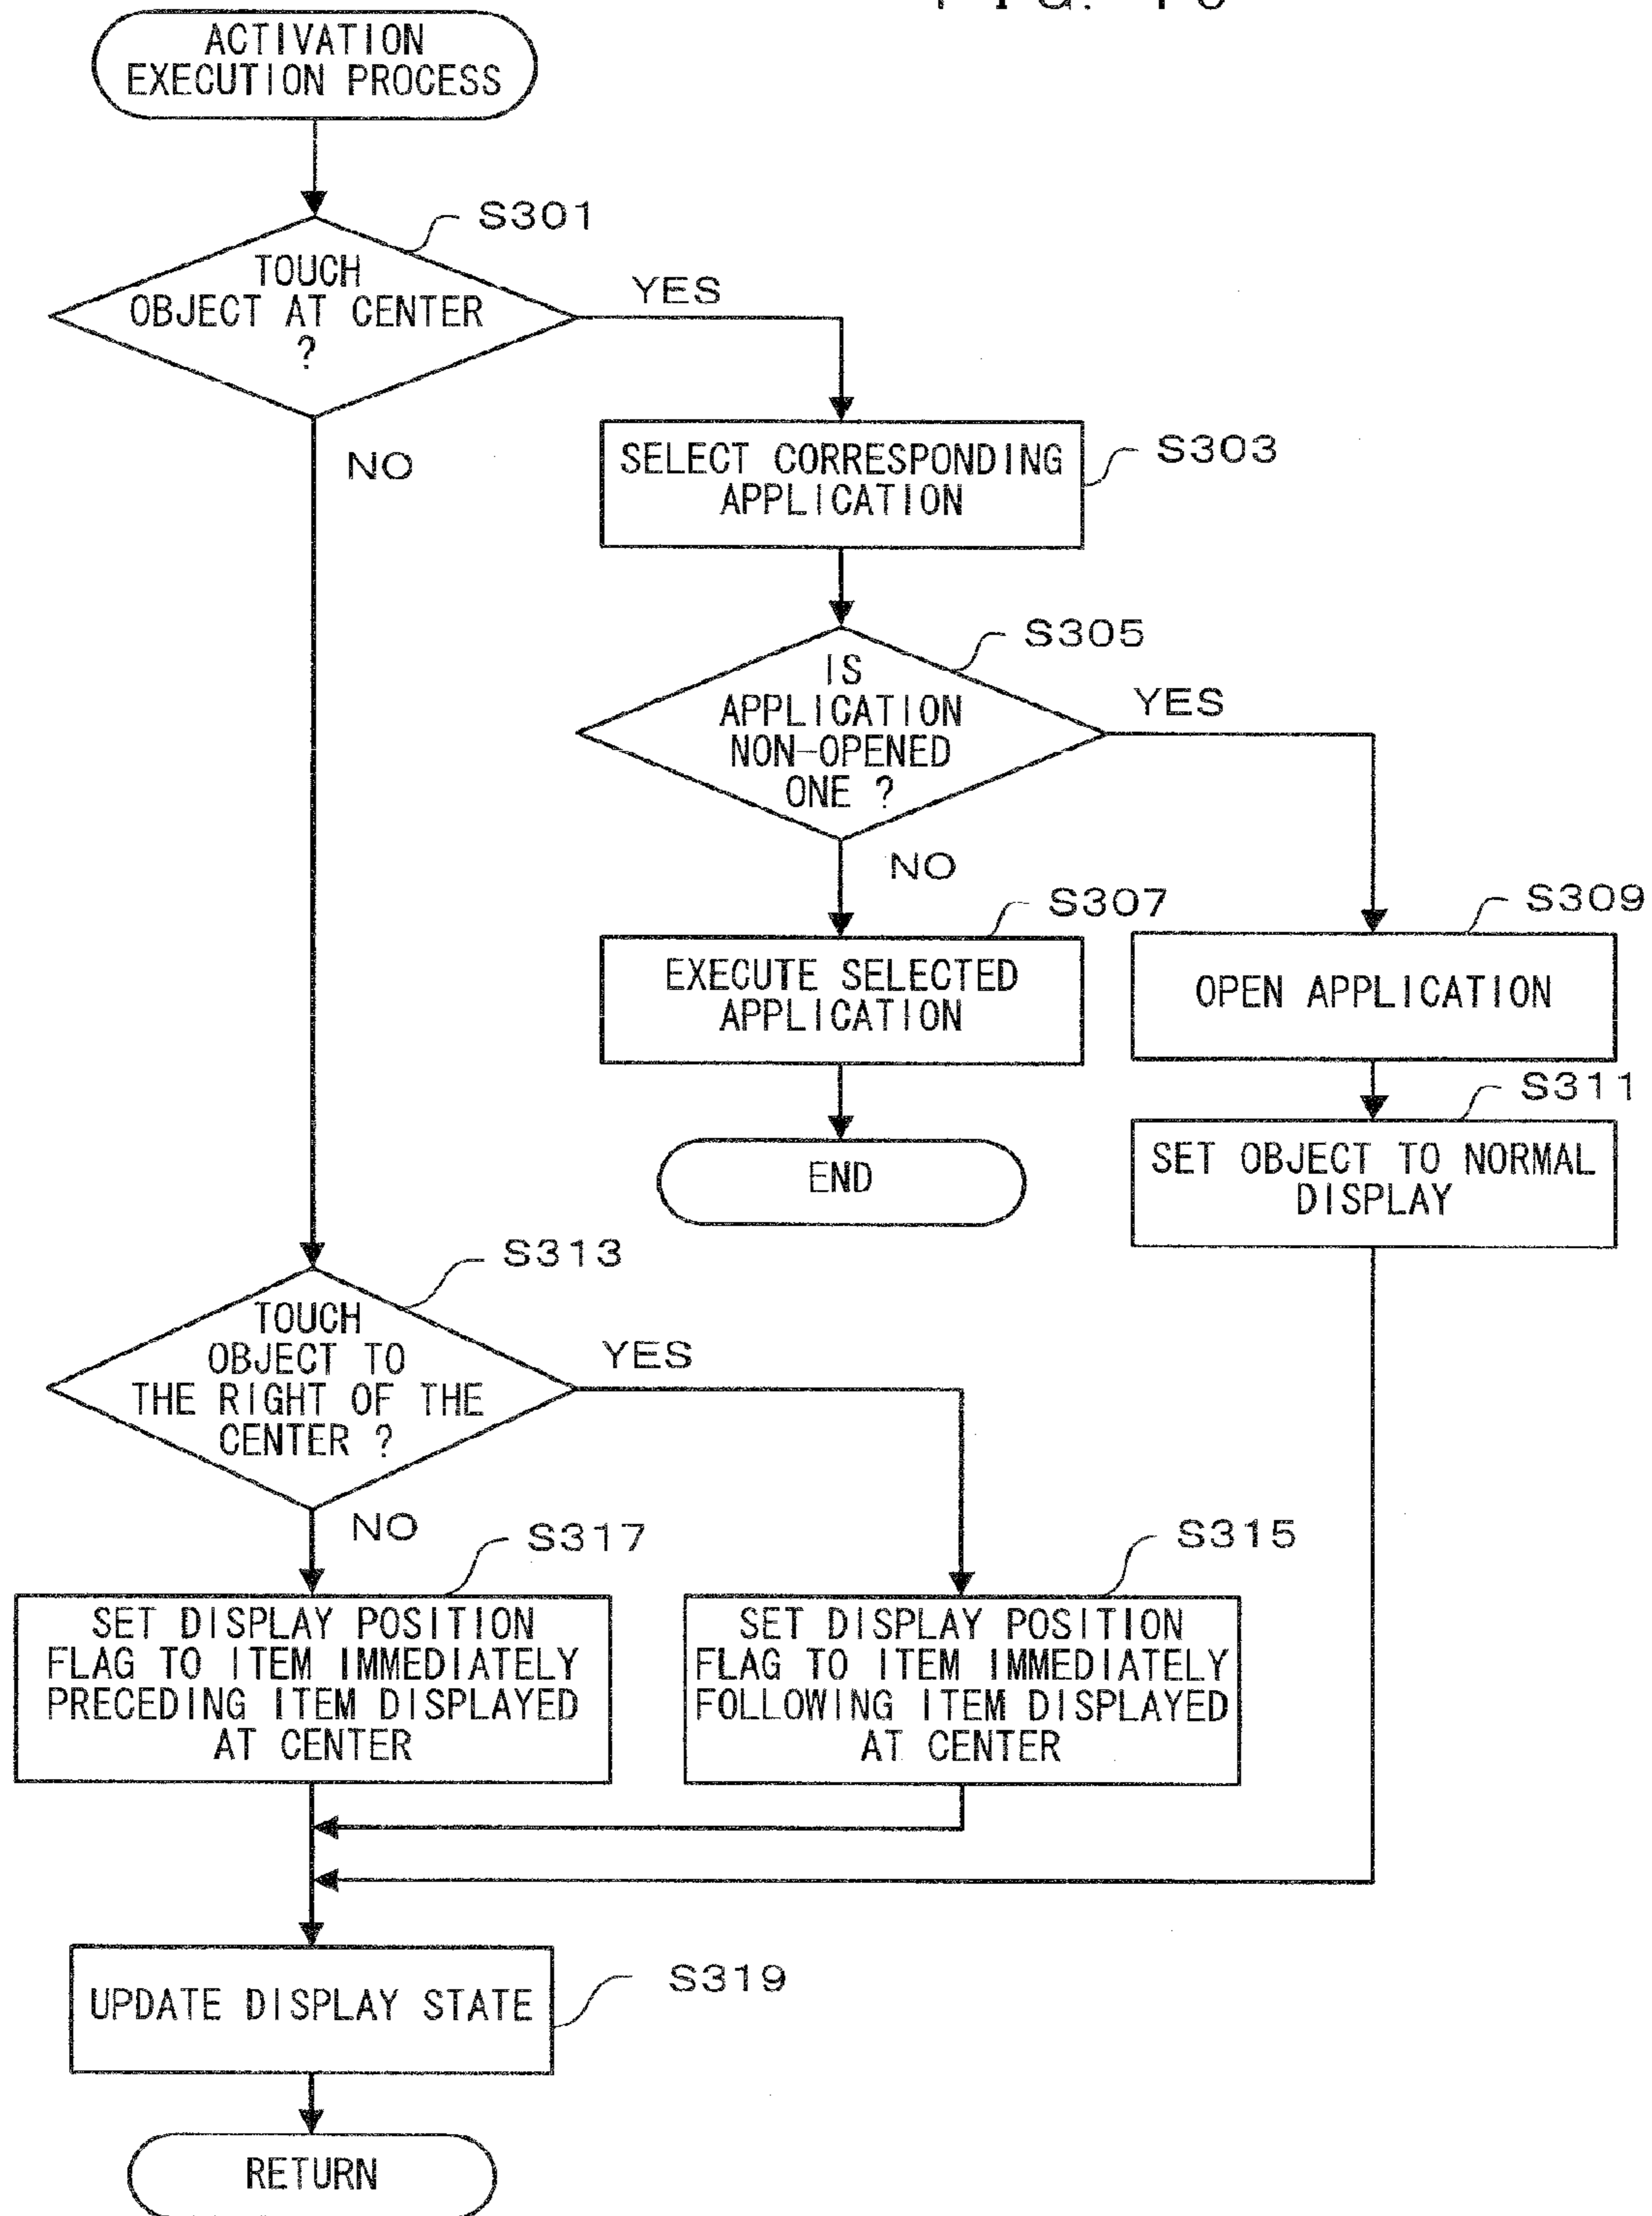 ACTIVATION
EXECUTION PROCESS
S301
TOUCH
OBJECT AT CENTER
?
YES
NO
SELECT CORRESPONDING
APPLICATION
S303
S305
IS
APPLICATION
NON-OPENED
ONE ?
YES
NO
S307
EXECUTE SELECTED
APPLICATION
END
S309
OPEN APPLICATION
S311
SET OBJECT TO NORMAL
DISPLAY
S313
TOUCH
OBJECT TO
THE RIGHT OF THE
CENTER ?
YES
NO
S317
SET DISPLAY POSITION
FLAG TO ITEM IMMEDIATELY
PRECEDING ITEM DISPLAYED
AT CENTER
S315
SET DISPLAY POSITION
FLAG TO ITEM IMMEDIATELY
FOLLOWING ITEM DISPLAYED
AT CENTER
UPDATE DISPLAY STATE
S319
RETURN